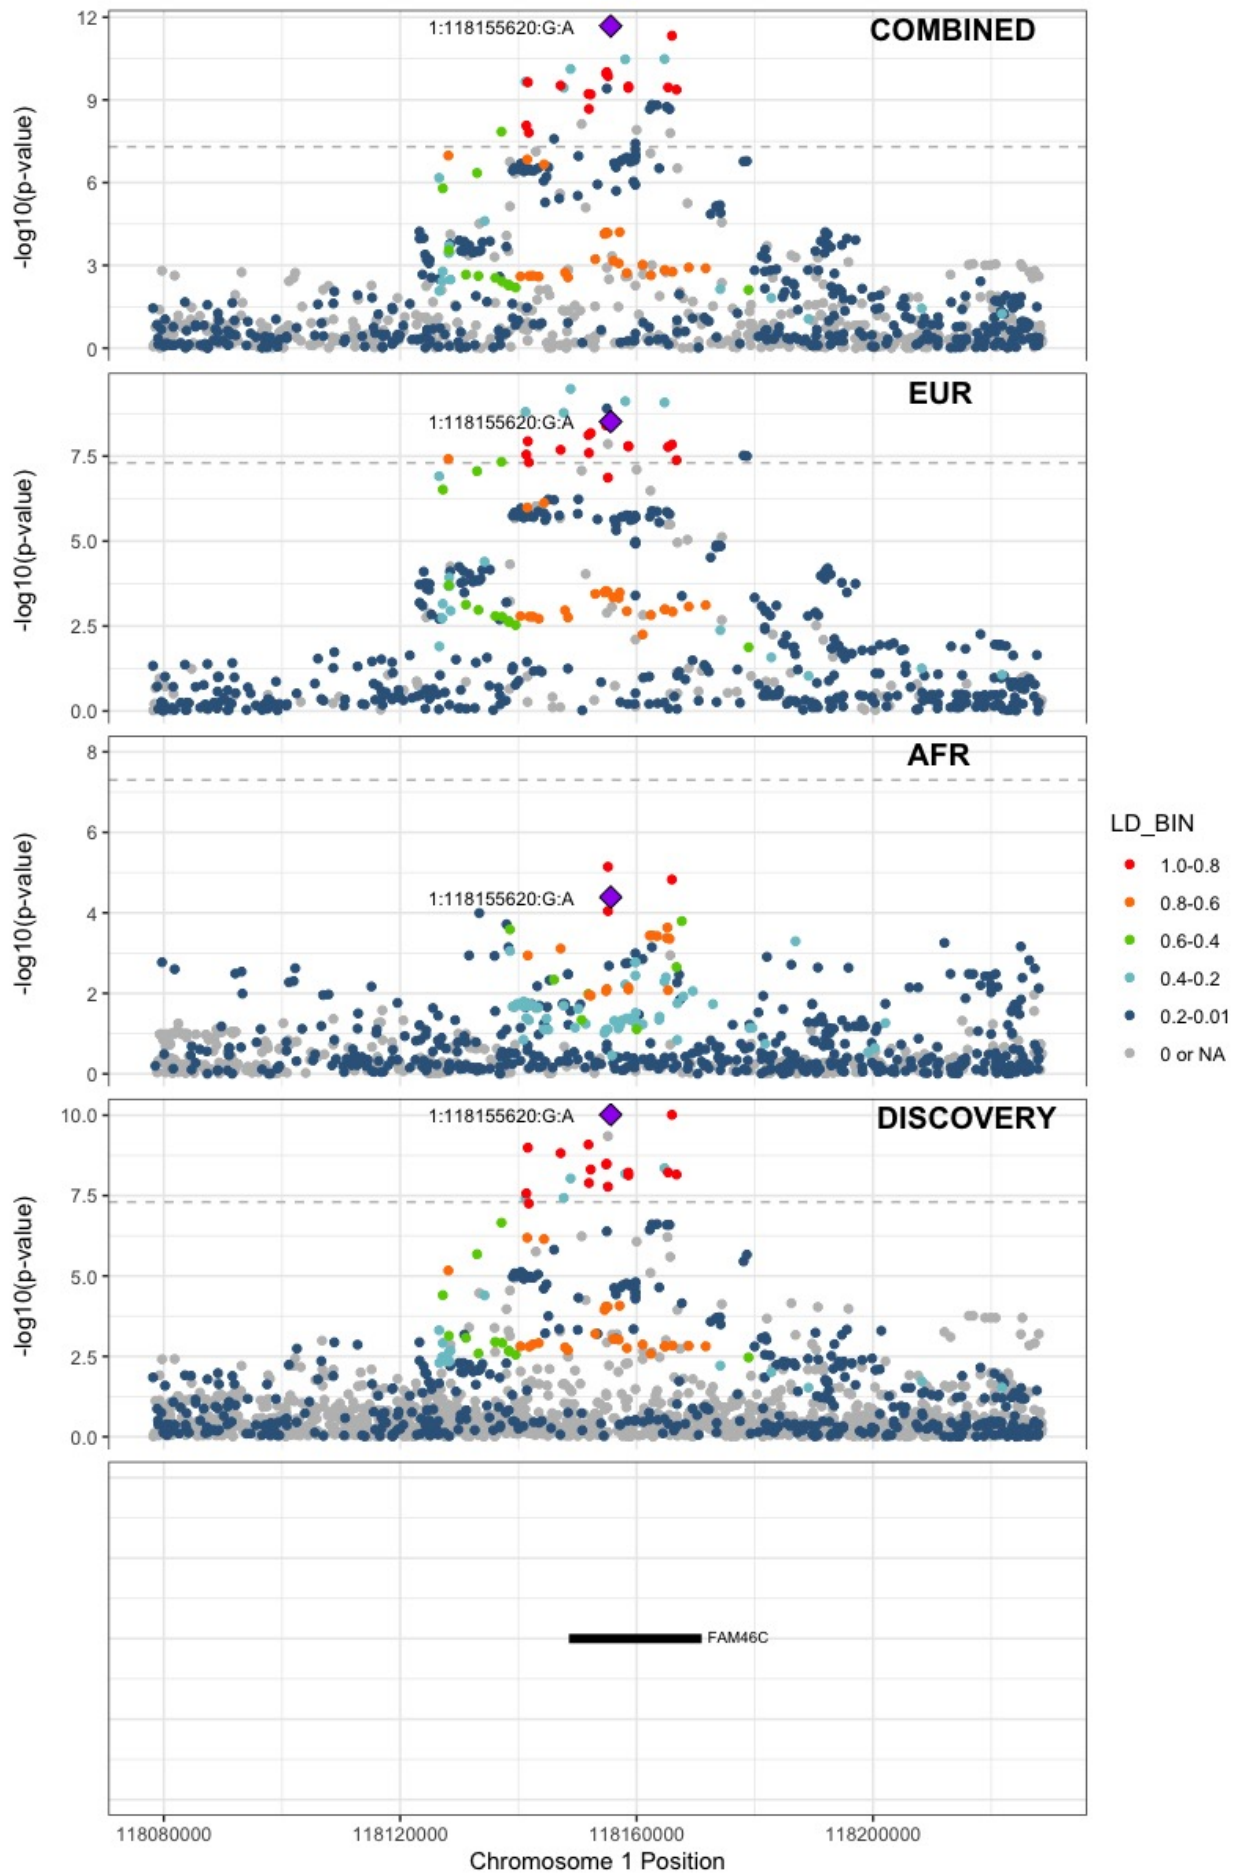 COMBINED
1:118155620:G:A
12
9
6
3
0
-log10(p-value)
EUR
1:118155620:G:A
7.5
5.0
2.5
0.0
-log10(p-value)
AFR
1:118155620:G:A
8
6
4
2
0
-log10(p-value)
DISCOVERY
1:118155620:G:A
10.0
7.5
5.0
2.5
0.0
-log10(p-value)
LD_BIN
1.0-0.8
0.8-0.6
0.6-0.4
0.4-0.2
0.2-0.01
0 or NA
FAM46C
118080000 118120000 118160000 118200000
Chromosome 1 Position